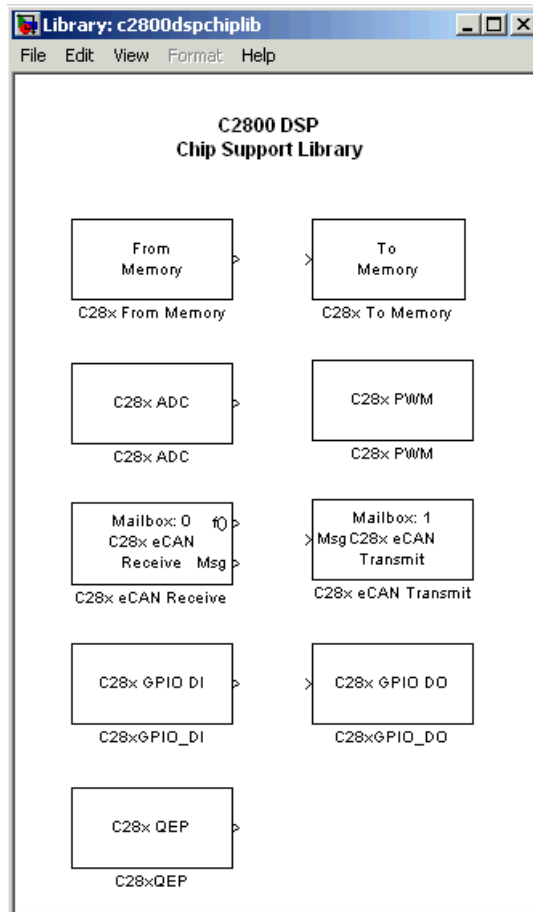 Library: c2800dspchiplib
File Edit View Format Help
C2800 DSP
Chip Support Library
From
Memory
C28x From Memory
To
Memory
C28x To Memory
C28x ADC
C28x ADC
C28x PWM
C28x PWM
Mailbox: 0 f()
C28x eCAN
Receive Msg
C28x eCAN Receive
Mailbox: 1
Msg C28x eCAN
Transmit
C28x eCAN Transmit
C28x GPIO DI
C28xGPIO_DI
C28x GPIO DO
C28xGPIO_DO
C28x QEP
C28xQEP